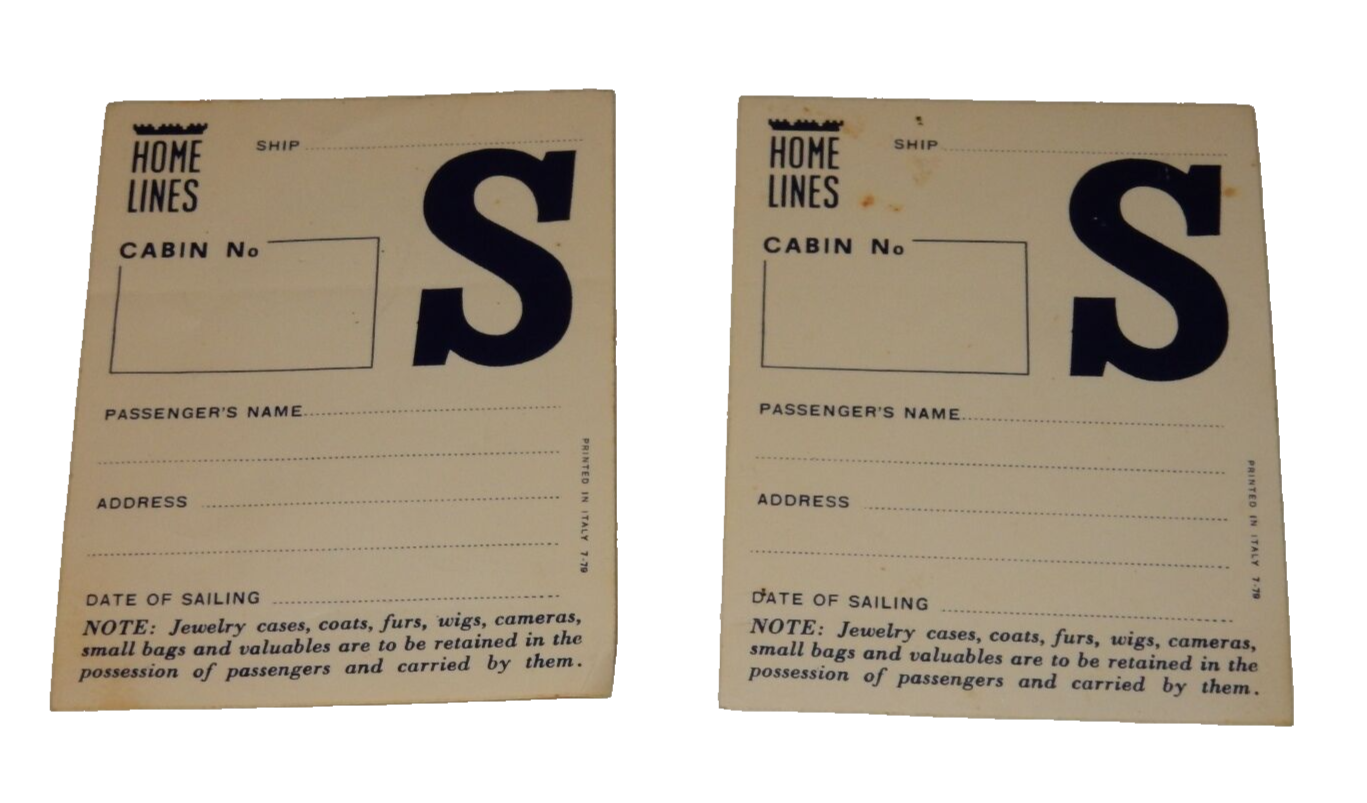 HOME
LINES
SHIP
S
CABIN No
PASSENGER'S NAME
ADDRESS
DATE OF SAILING
NOTE: Jewelry cases, coats, furs, wigs, cameras,
small bags and valuables are to be retained in the
possession of passengers and carried by them.
PRINTED IN ITALY 7-79
HOME
LINES
SHIP
S
CABIN No
PASSENGER'S NAME
ADDRESS
DATE OF SAILING
NOTE: Jewelry cases, coats, furs, wigs, cameras,
small bags and valuables are to be retained in the
possession of passengers and carried by them.
PRINTED IN ITALY 7-79